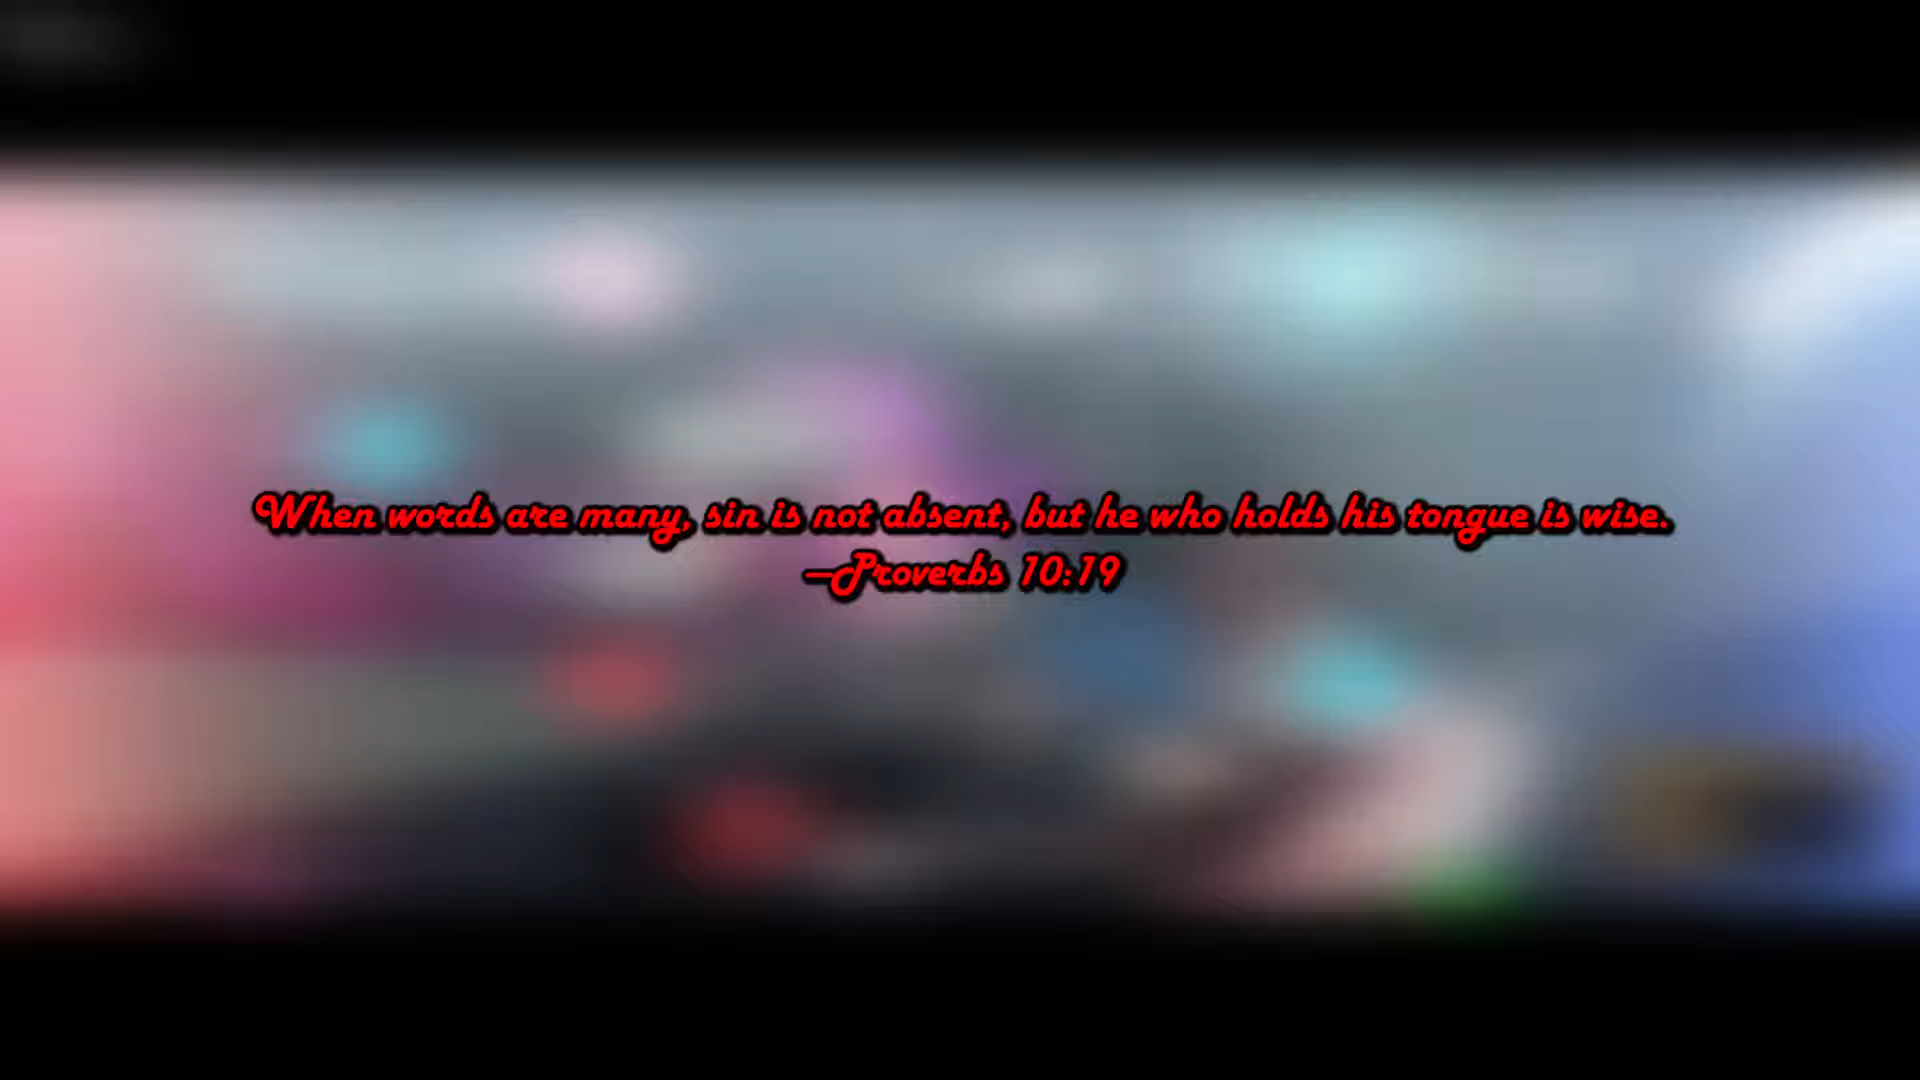 When words are many, sin is not absent, but he who holds his tongue is wise.
—Proverbs 10:19